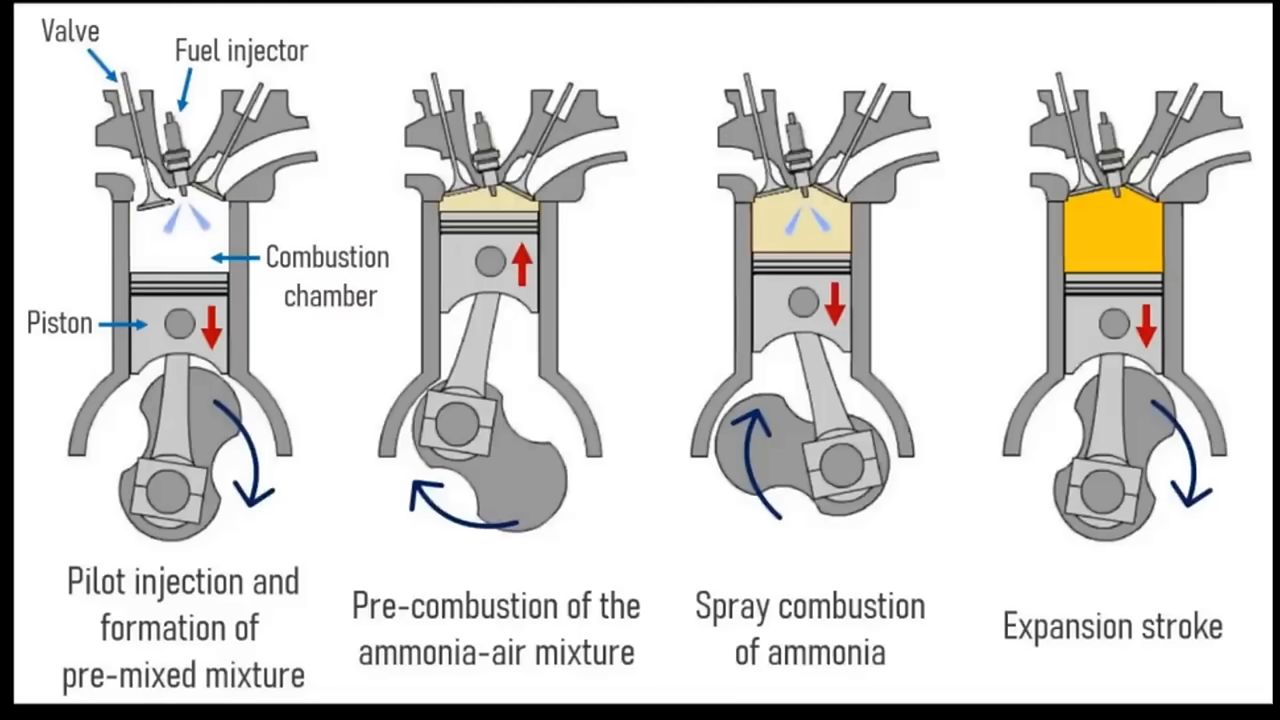 Valve
Fuel injector
Combustion
chamber
Piston
Pilot injection and
formation of
pre-mixed mixture
Pre-combustion of the
ammonia-air mixture
Spray combustion
of ammonia
Expansion stroke